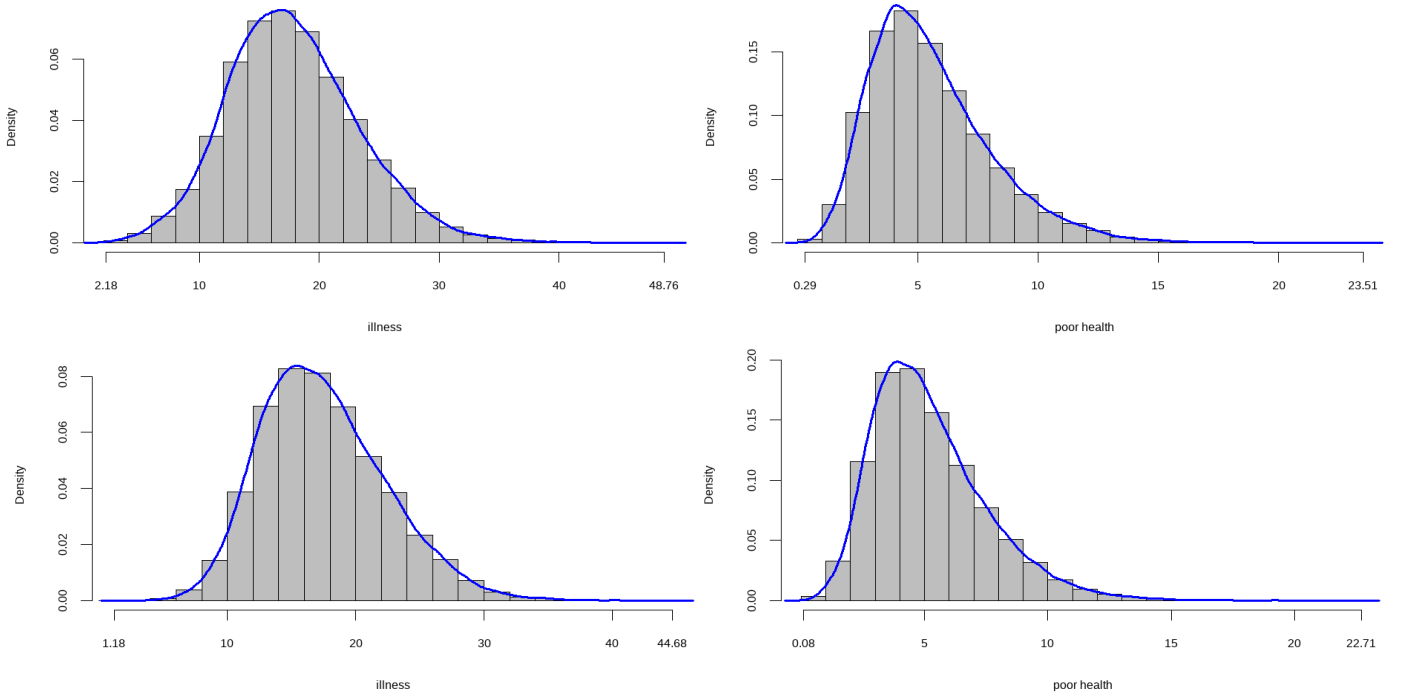 Density
0.00 0.02 0.04 0.06
2.18 10 20 30 40 48.76
illness
Density
0.00 0.05 0.10 0.15
0.29 5 10 15 20 23.51
poor health
Density
0.00 0.02 0.04 0.06 0.08
1.18 10 20 30 40 44.68
illness
Density
0.00 0.05 0.10 0.15 0.20
0.08 5 10 15 20 22.71
poor health